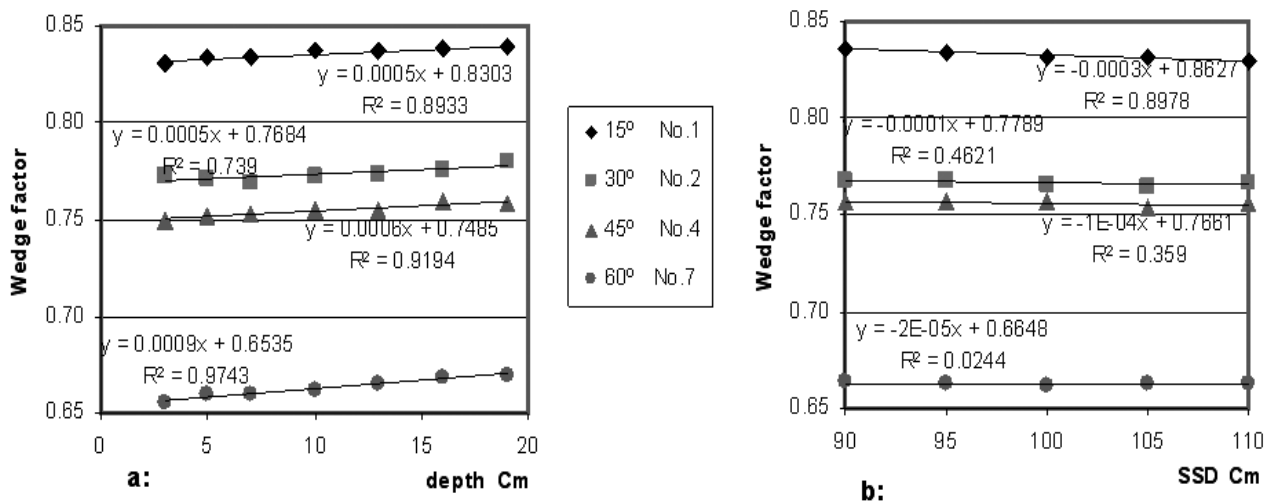 Wedge factor
0.85
0.80
0.75
0.70
0.65
y = 0.0005x + 0.8303
R² = 0.8933
y = 0.0005x + 0.7684
R² = 0.739
y = 0.0006x + 0.7485
R² = 0.9194
y = 0.0009x + 0.6535
R² = 0.9743
0 5 10 15 20
a: depth Cm
15º No.1
30º No.2
45º No.4
60º No.7
Wedge factor
0.85
0.80
0.75
0.70
0.65
y = -0.0003x + 0.8627
R² = 0.8978
y = -0.0001x + 0.7789
R² = 0.4621
y = -1E-04x + 0.7661
R² = 0.359
y = -2E-05x + 0.6648
R² = 0.0244
90 95 100 105 110
b: SSD Cm